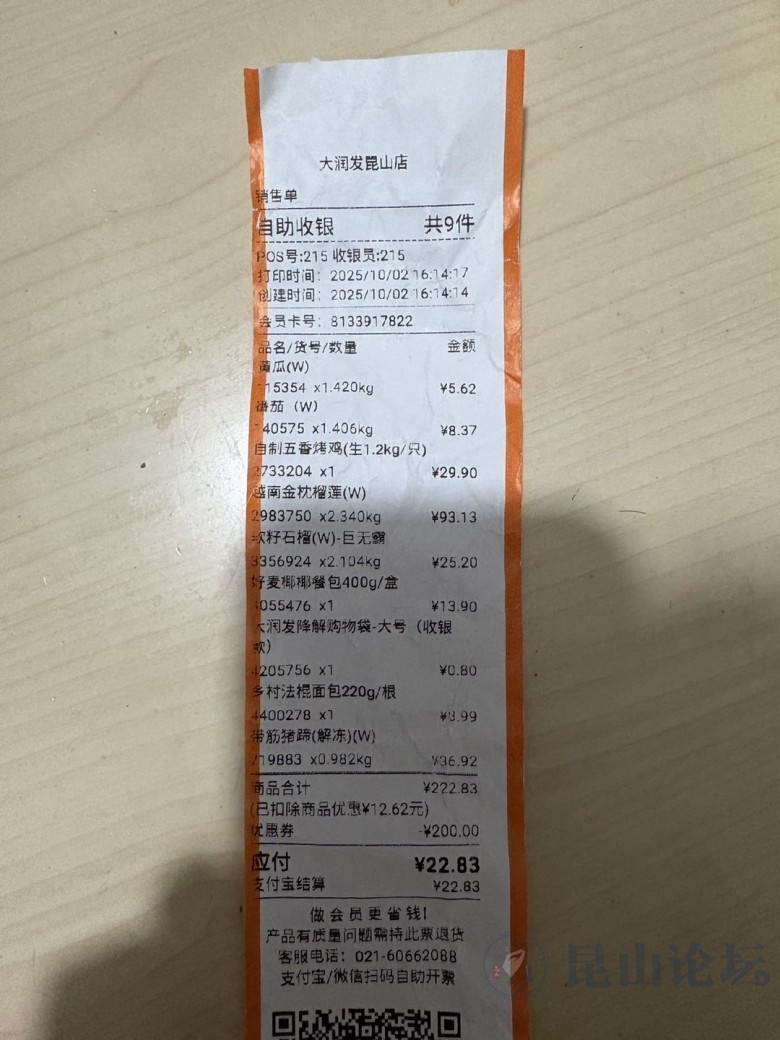 大润发昆山店
销售单
自助收银 共9件
POS号:215 收银员:215
打印时间: 2025/10/02 16:14:17
创建时间: 2025/10/02 16:14:14
会员卡号: 8133917822
品名/货号/数量 金额
黄瓜(W)
x1.420kg ¥5.62
番茄 (W)
x1.406kg ¥8.37
自制五香烤鸡(生1.2kg/只)
2733204 x1 ¥29.90
越南金枕榴莲(W)
2983750 x2.340kg ¥93.13
软籽石榴(W)-巨无霸
3356924 x2.104kg ¥25.20
好麦椰椰餐包400g/盒
x1 ¥13.90
大润发降解购物袋-大号 (收银
款)
4205756 x1 ¥0.80
乡村法棍面包220g/根
4400278 x1 ¥8.99
带筋猪蹄(解冻)(W)
x0.982kg ¥36.92
商品合计 ¥222.83
(已扣除商品优惠¥12.62元)
优惠券 -¥200.00
应付 ¥22.83
支付宝结算 ¥22.83
做会员更省钱!
产品有质量问题需持此票退货
客服电话: 021-60662088
支付宝/微信扫码自助开票
昆山论坛